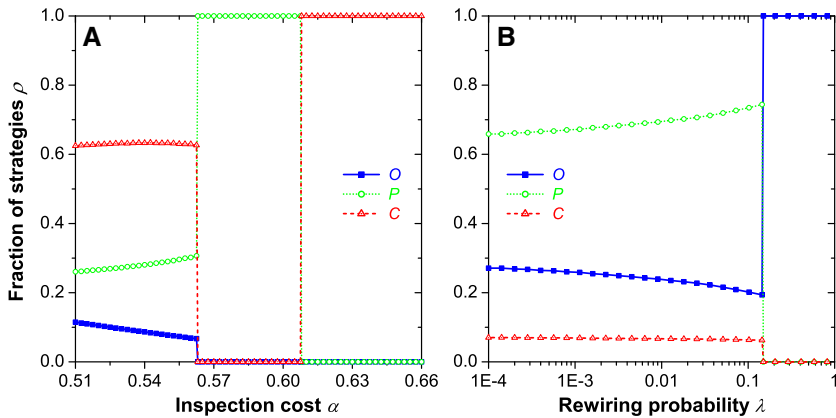 A
B
Fraction of strategies ρ
1.0
0.8
0.6
0.4
0.2
0.0
O
P
C
0.51 0.54 0.57 0.60 0.63 0.66
Inspection cost α
1.0
0.8
0.6
0.4
0.2
0.0
O
P
C
1E-4 1E-3 0.01 0.1 1
Rewiring probability λ